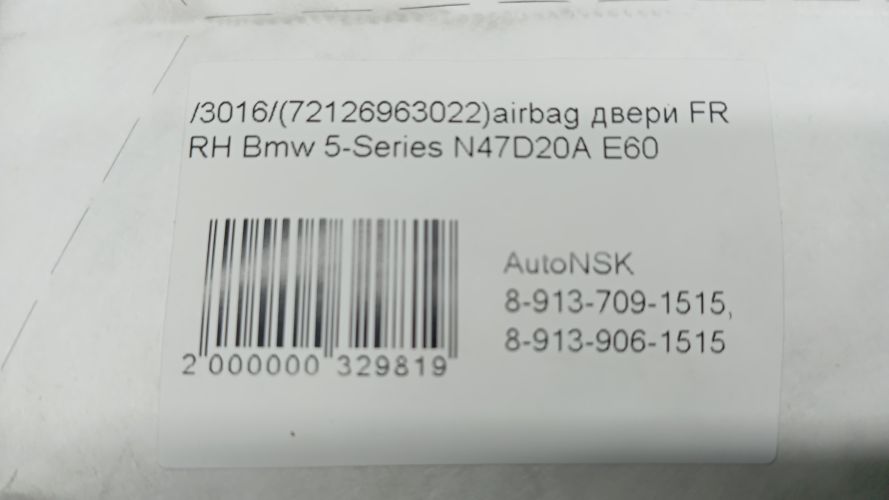 /3016/(72126963022)airbag двери FR
RH Bmw 5-Series N47D20A E60
AutoNSK
8-913-709-1515,
8-913-906-1515
2 000000 329819